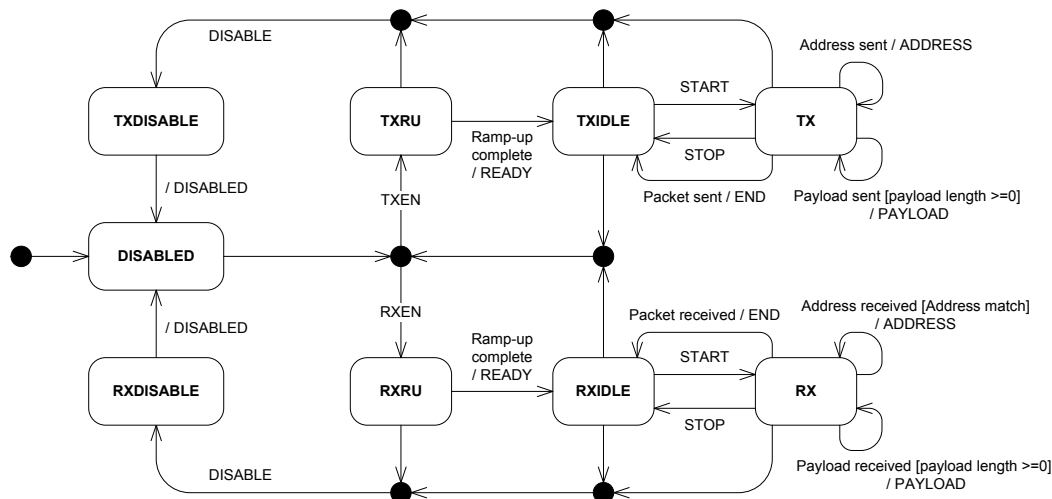 DISABLE
Address sent / ADDRESS
START
TXDISABLE
TXRU
TXIDLE
TX
Ramp-up
complete
/ READY
STOP
/ DISABLED
TXEN
Packet sent / END
Payload sent [payload length >=0]
/ PAYLOAD
DISABLED
RXEN
Packet received / END
Address received [Address match]
/ ADDRESS
/ DISABLED
Ramp-up
complete
/ READY
START
RXDISABLE
RXRU
RXIDLE
RX
STOP
DISABLE
Payload received [payload length >=0]
/ PAYLOAD